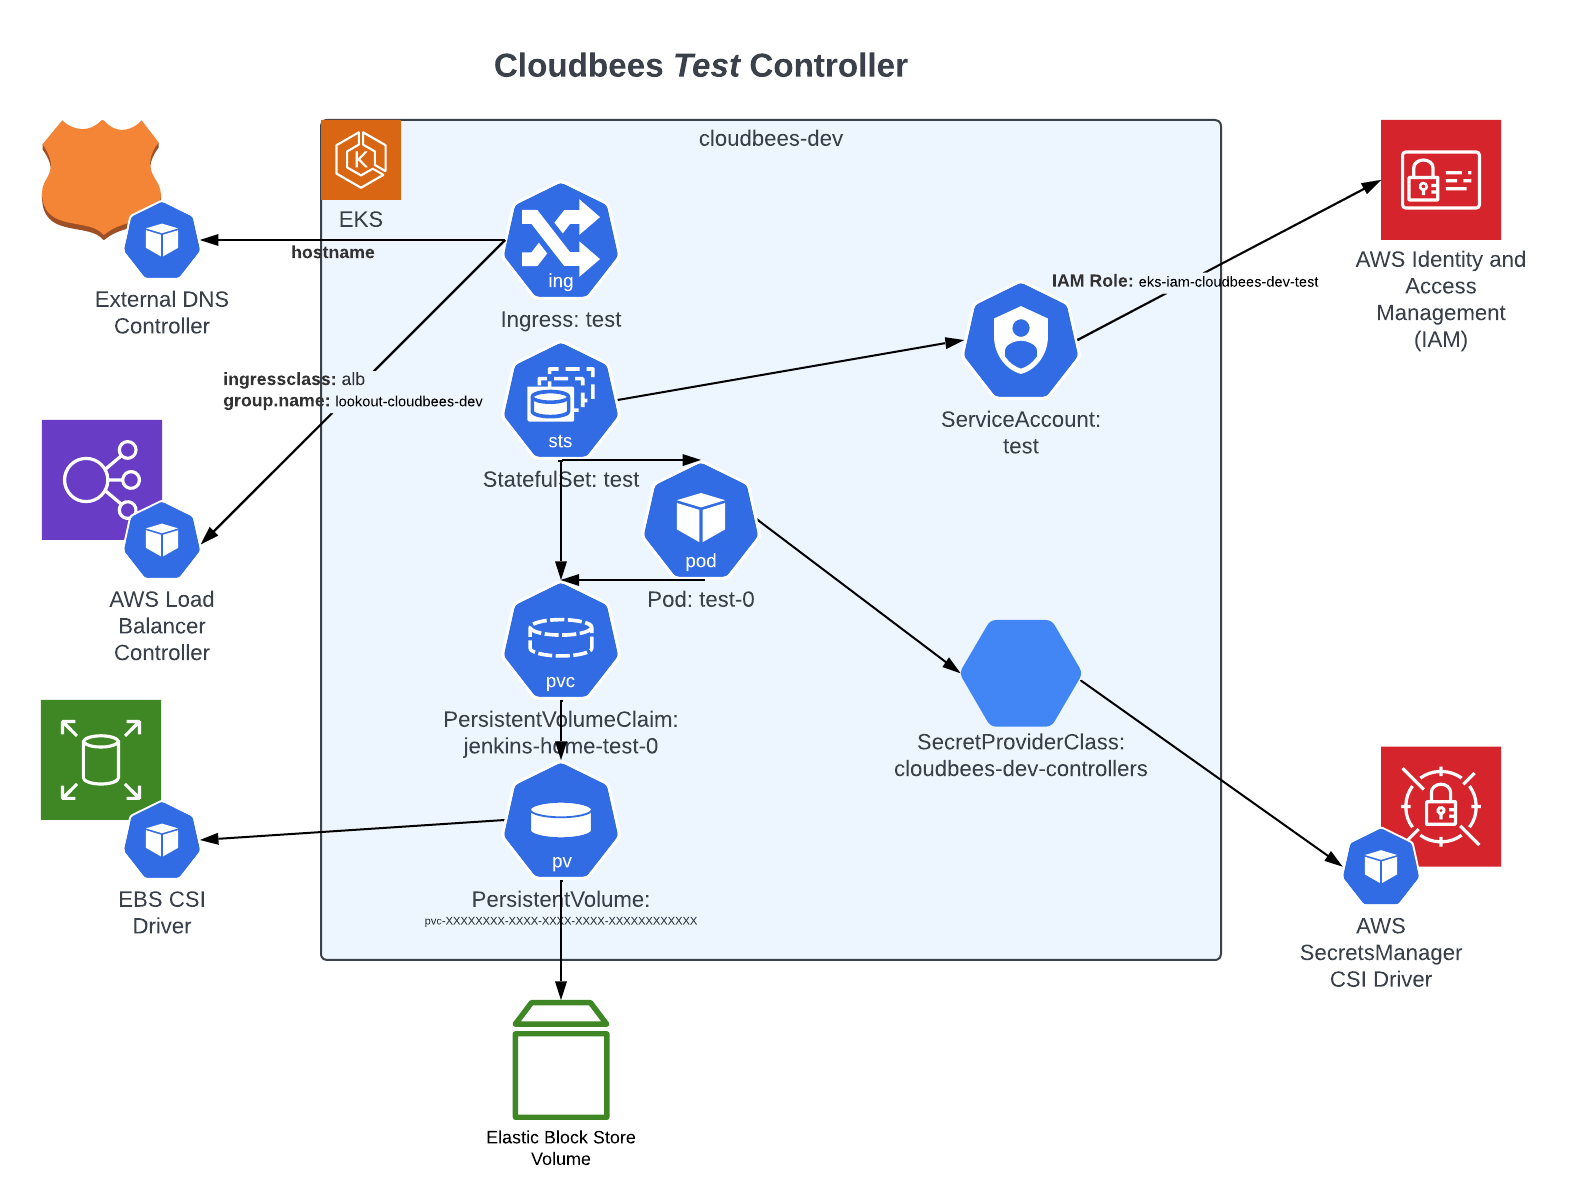 Cloudbees Test Controller
cloudbees-dev
K
EKS
ing
Ingress: test
hostname
External DNS
Controller
IAM Role: eks-iam-cloudbees-dev-test
AWS Identity and
Access
Management
(IAM)
ingressclass: alb
group.name: lookout-cloudbees-dev
sts
StatefulSet: test
ServiceAccount:
test
pod
Pod: test-0
AWS Load
Balancer
Controller
pvc
PersistentVolumeClaim:
jenkins-home-test-0
SecretProviderClass:
cloudbees-dev-controllers
pv
PersistentVolume:
pvc-XXXXXXXX-XXXX-XXXX-XXXX-XXXXXXXXXXXX
EBS CSI
Driver
AWS
SecretsManager
CSI Driver
Elastic Block Store
Volume